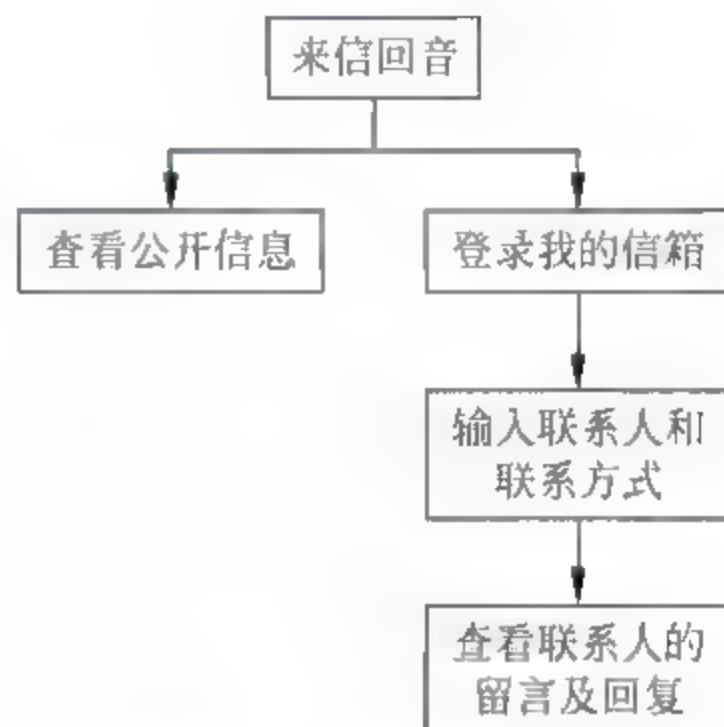 来信回音
查看公开信息
登录我的信箱
输入联系人和
联系方式
查看联系人的
留言及回复